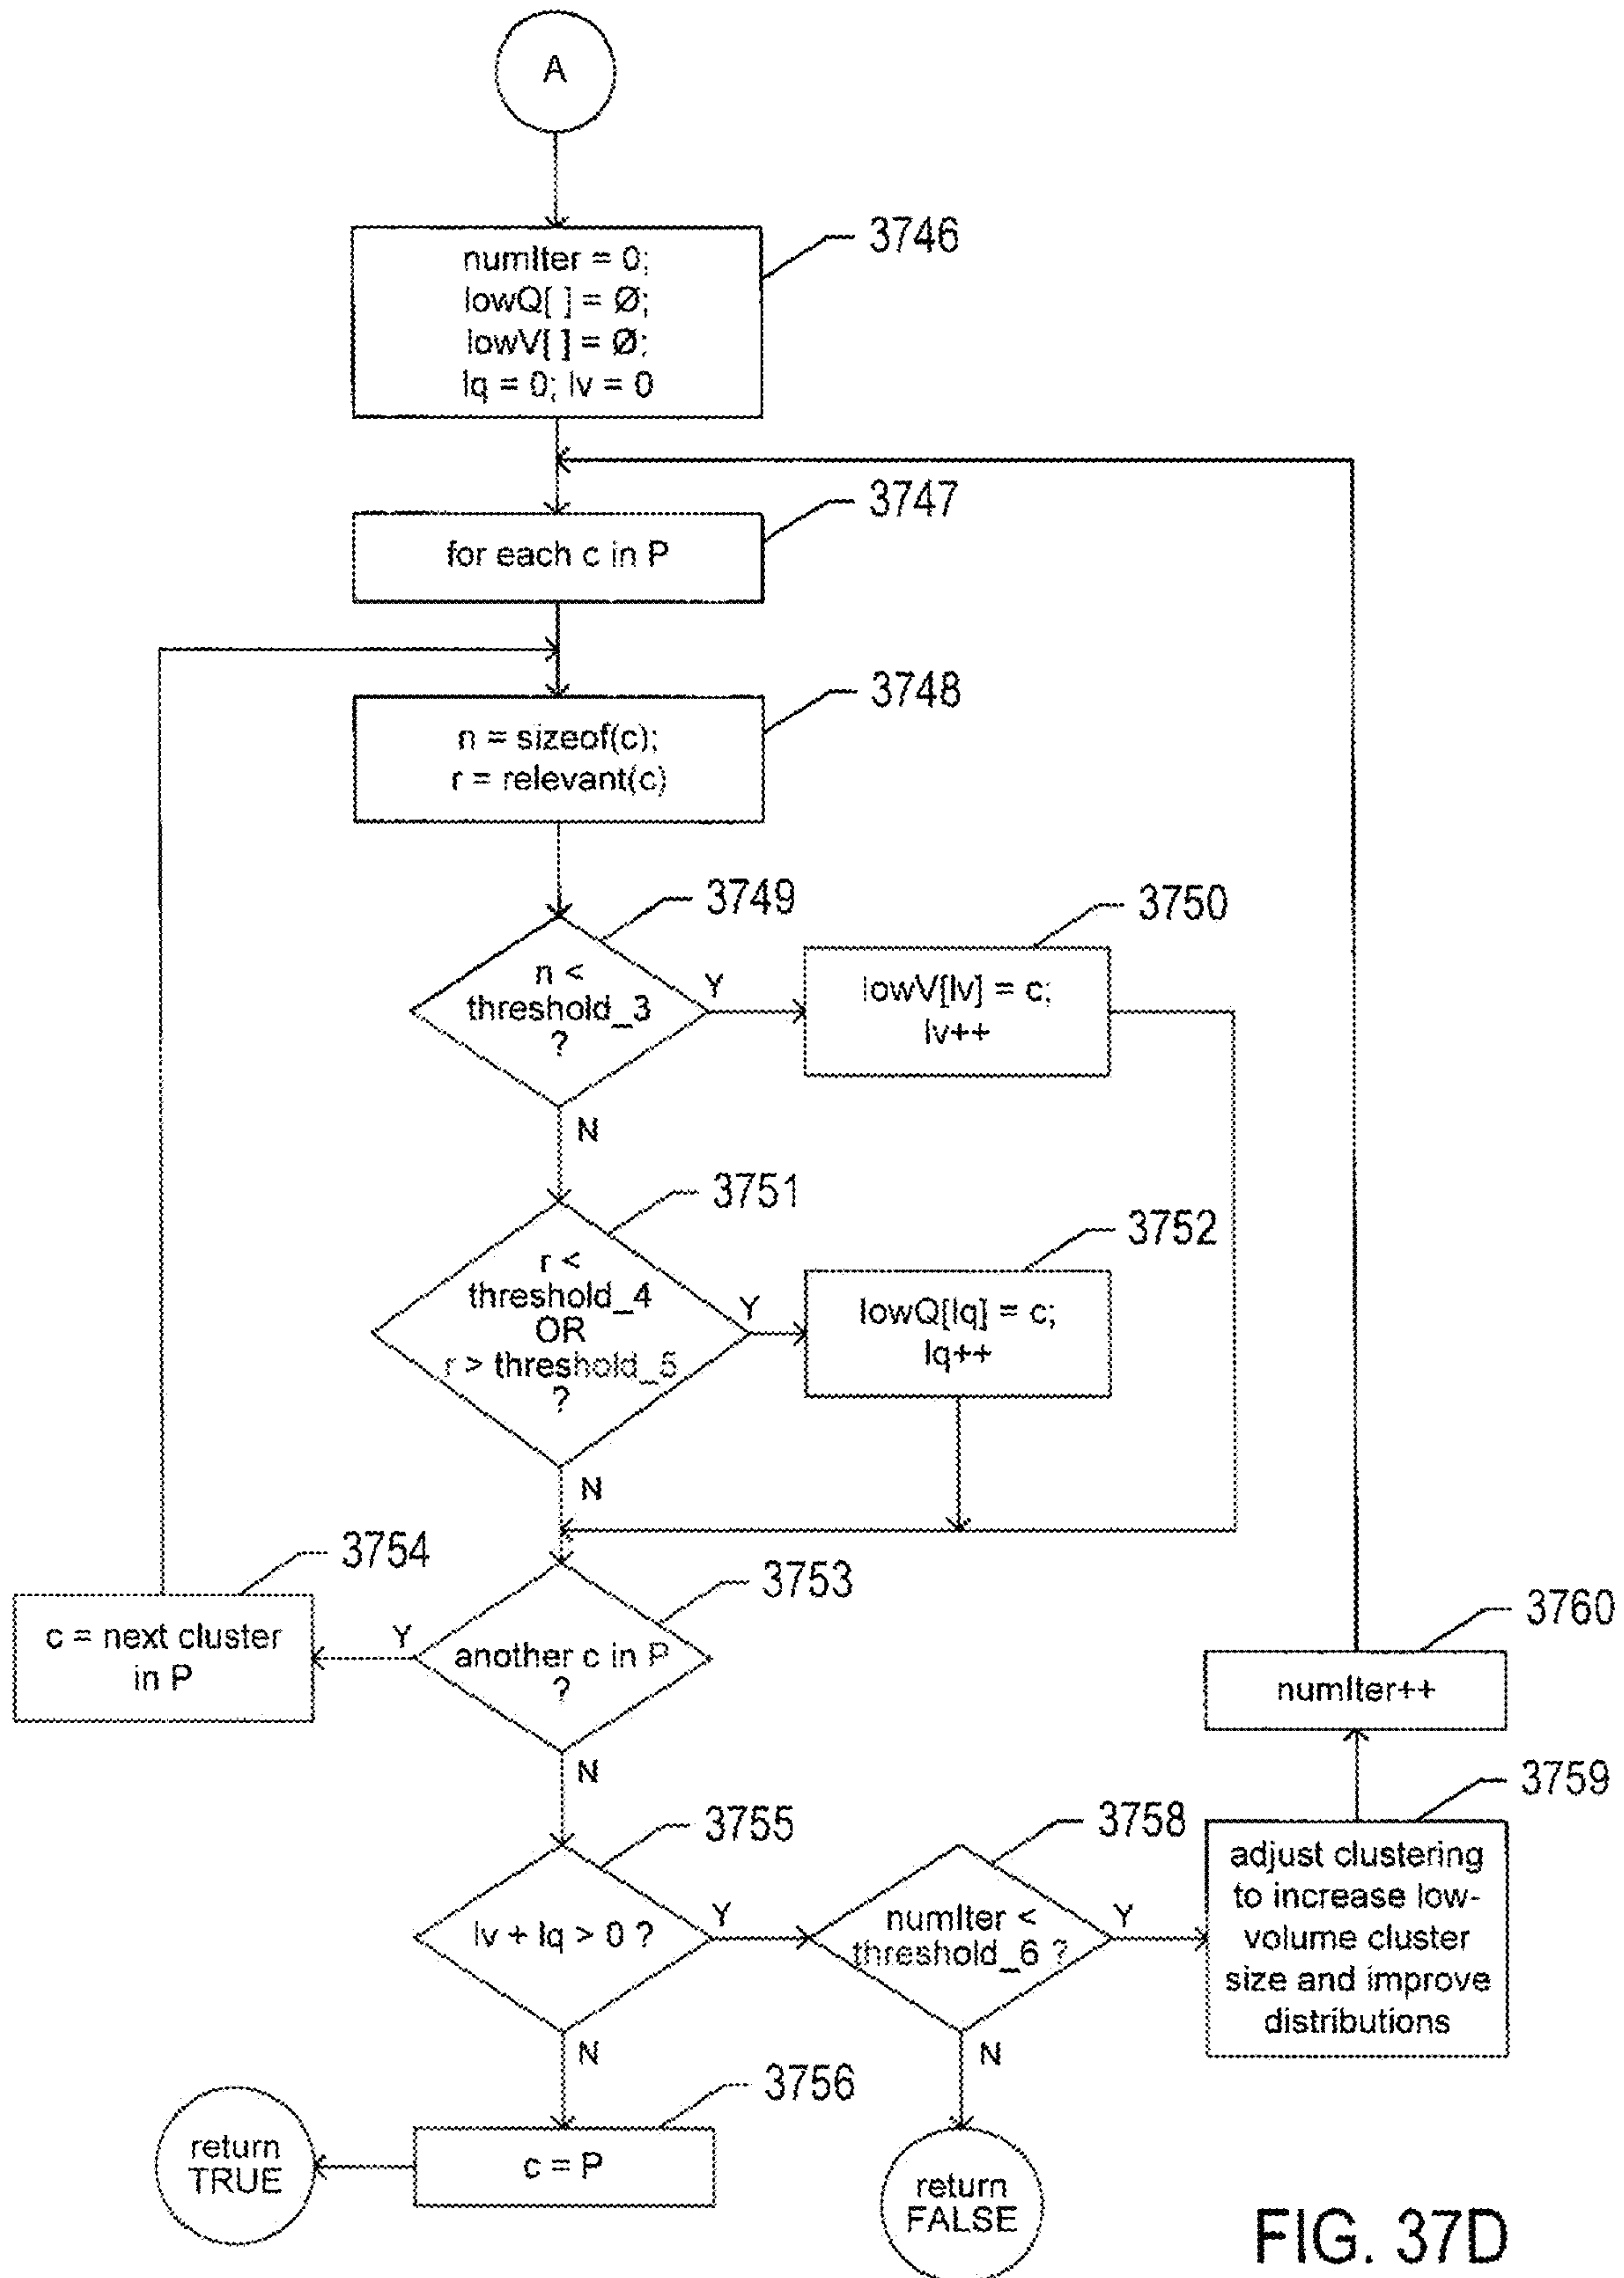 A
3746
numIter = 0;
lowQ[ ] = Ø;
lowV[ ] = Ø;
lq = 0; lv = 0
3747
for each c in P
3748
n = sizeof(c);
r = relevant(c)
3749
n <
threshold_3
?
Y
N
3750
lowV[lv] = c;
lv++
3751
r <
threshold_4
OR
r > threshold_5
?
Y
N
3752
lowQ[lq] = c;
lq++
3754
c = next cluster
in P
3753
another c in P
?
Y
N
3760
numIter++
3759
adjust clustering
to increase low-
volume cluster
size and improve
distributions
3755
lv + lq > 0 ?
Y
N
3758
numIter <
threshold_6 ?
Y
N
3756
c = P
return
TRUE
return
FALSE
FIG. 37D